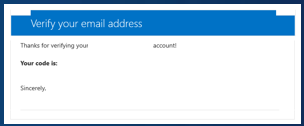 Verify your email address
Thanks for verifying your account!
Your code is:
Sincerely,